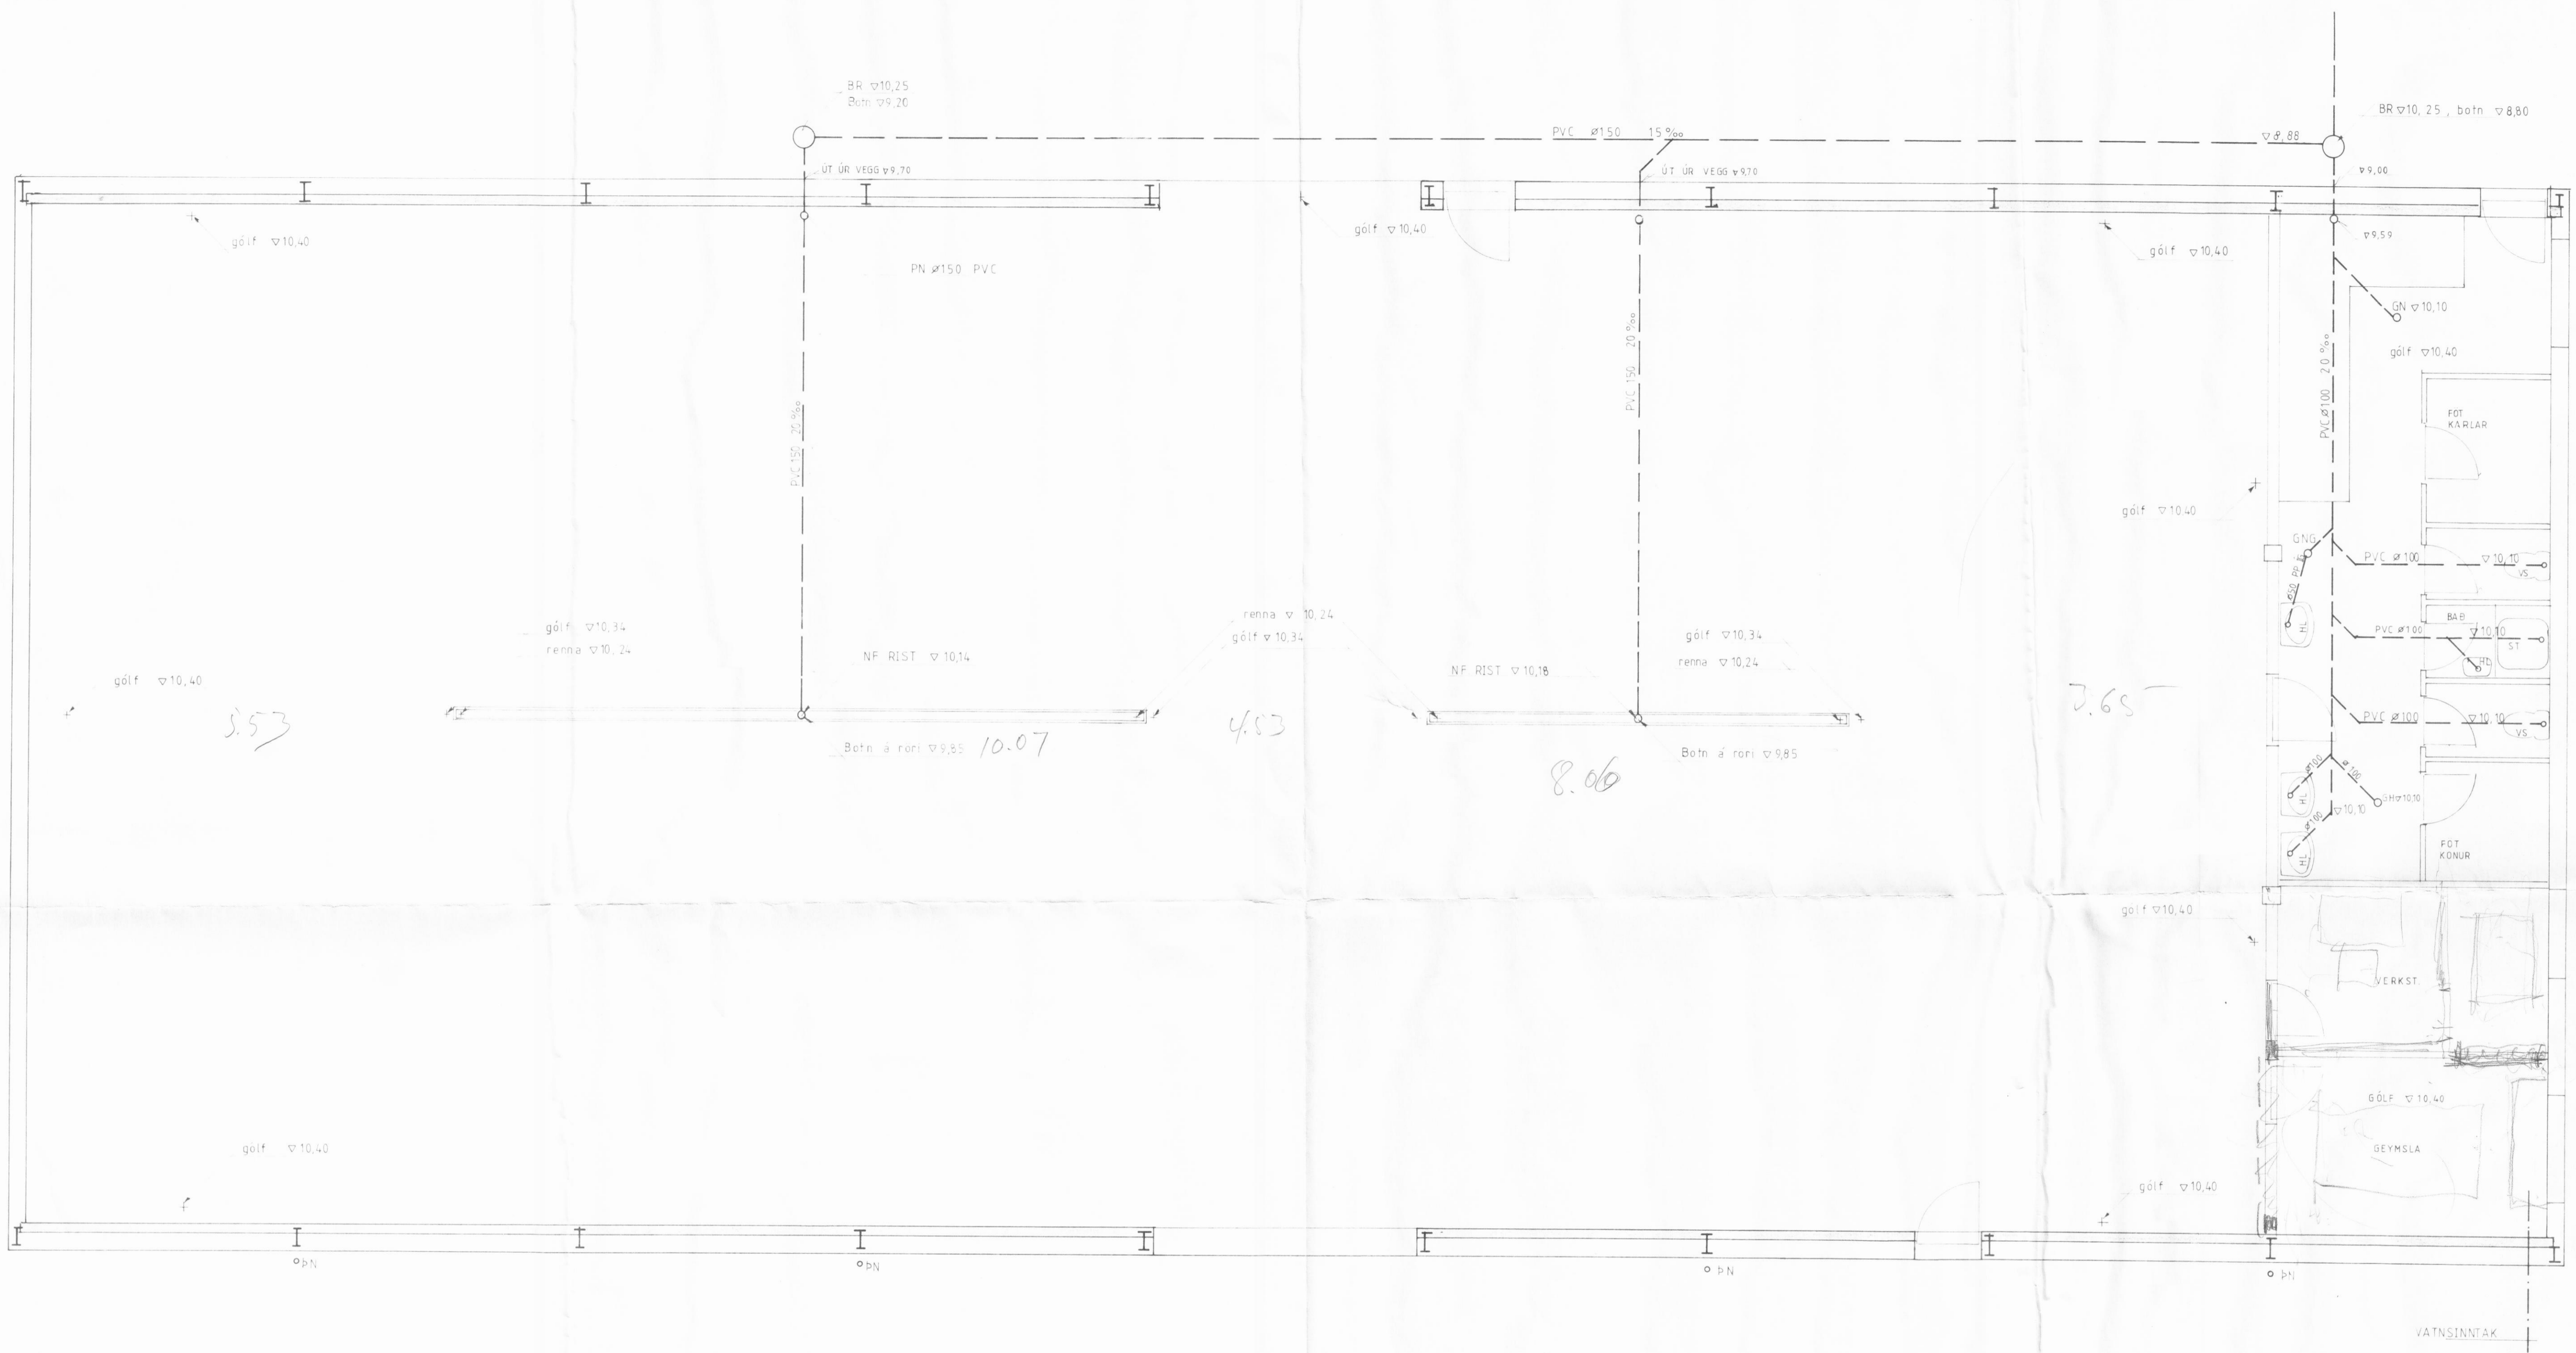 BR ▽10,25
Botn ▽9,20
BR ▽10,25, botn ▽8,80
PVC Ø150 15‰
▽8,88
ÚT ÚR VEGG ▽9,70
ÚT ÚR VEGG ▽9,70
▽9,00
gólf ▽10,40
gólf ▽10,40
gólf ▽10,40
▽9,59
PN Ø150 PVC
GN ▽10,10
gólf ▽10,40
PVC 150 20‰
PVC 150 20‰
PVC Ø100 20‰
FOT
KARLAR
gólf ▽10,40
GNG
PVC Ø100 ▽10,10
VS
Ø50 PP
HL
BAÐ
PVC Ø100 ▽10,10
ST
HL
renna ▽ 10,24
gólf ▽10,34
gólf ▽10,34
renna ▽10,24
NF RIST ▽10,14
gólf ▽10,34
renna ▽10,24
NF RIST ▽10,18
gólf ▽10,40
5.53
4.53
3.65
PVC Ø100 ▽10,10
VS
Botn á röri ▽9,85 10.07
Botn á röri ▽9,85
8.06
Ø100
Ø100
HL
GH▽10,10
▽10,10
Ø100
HL
FOT
KONUR
gólf ▽10,40
VERKST.
GÓLF ▽10,40
GEYMSLA
gólf ▽10,40
gólf ▽10,40
ÞN
ÞN
ÞN
ÞN
VATNSINNTAK